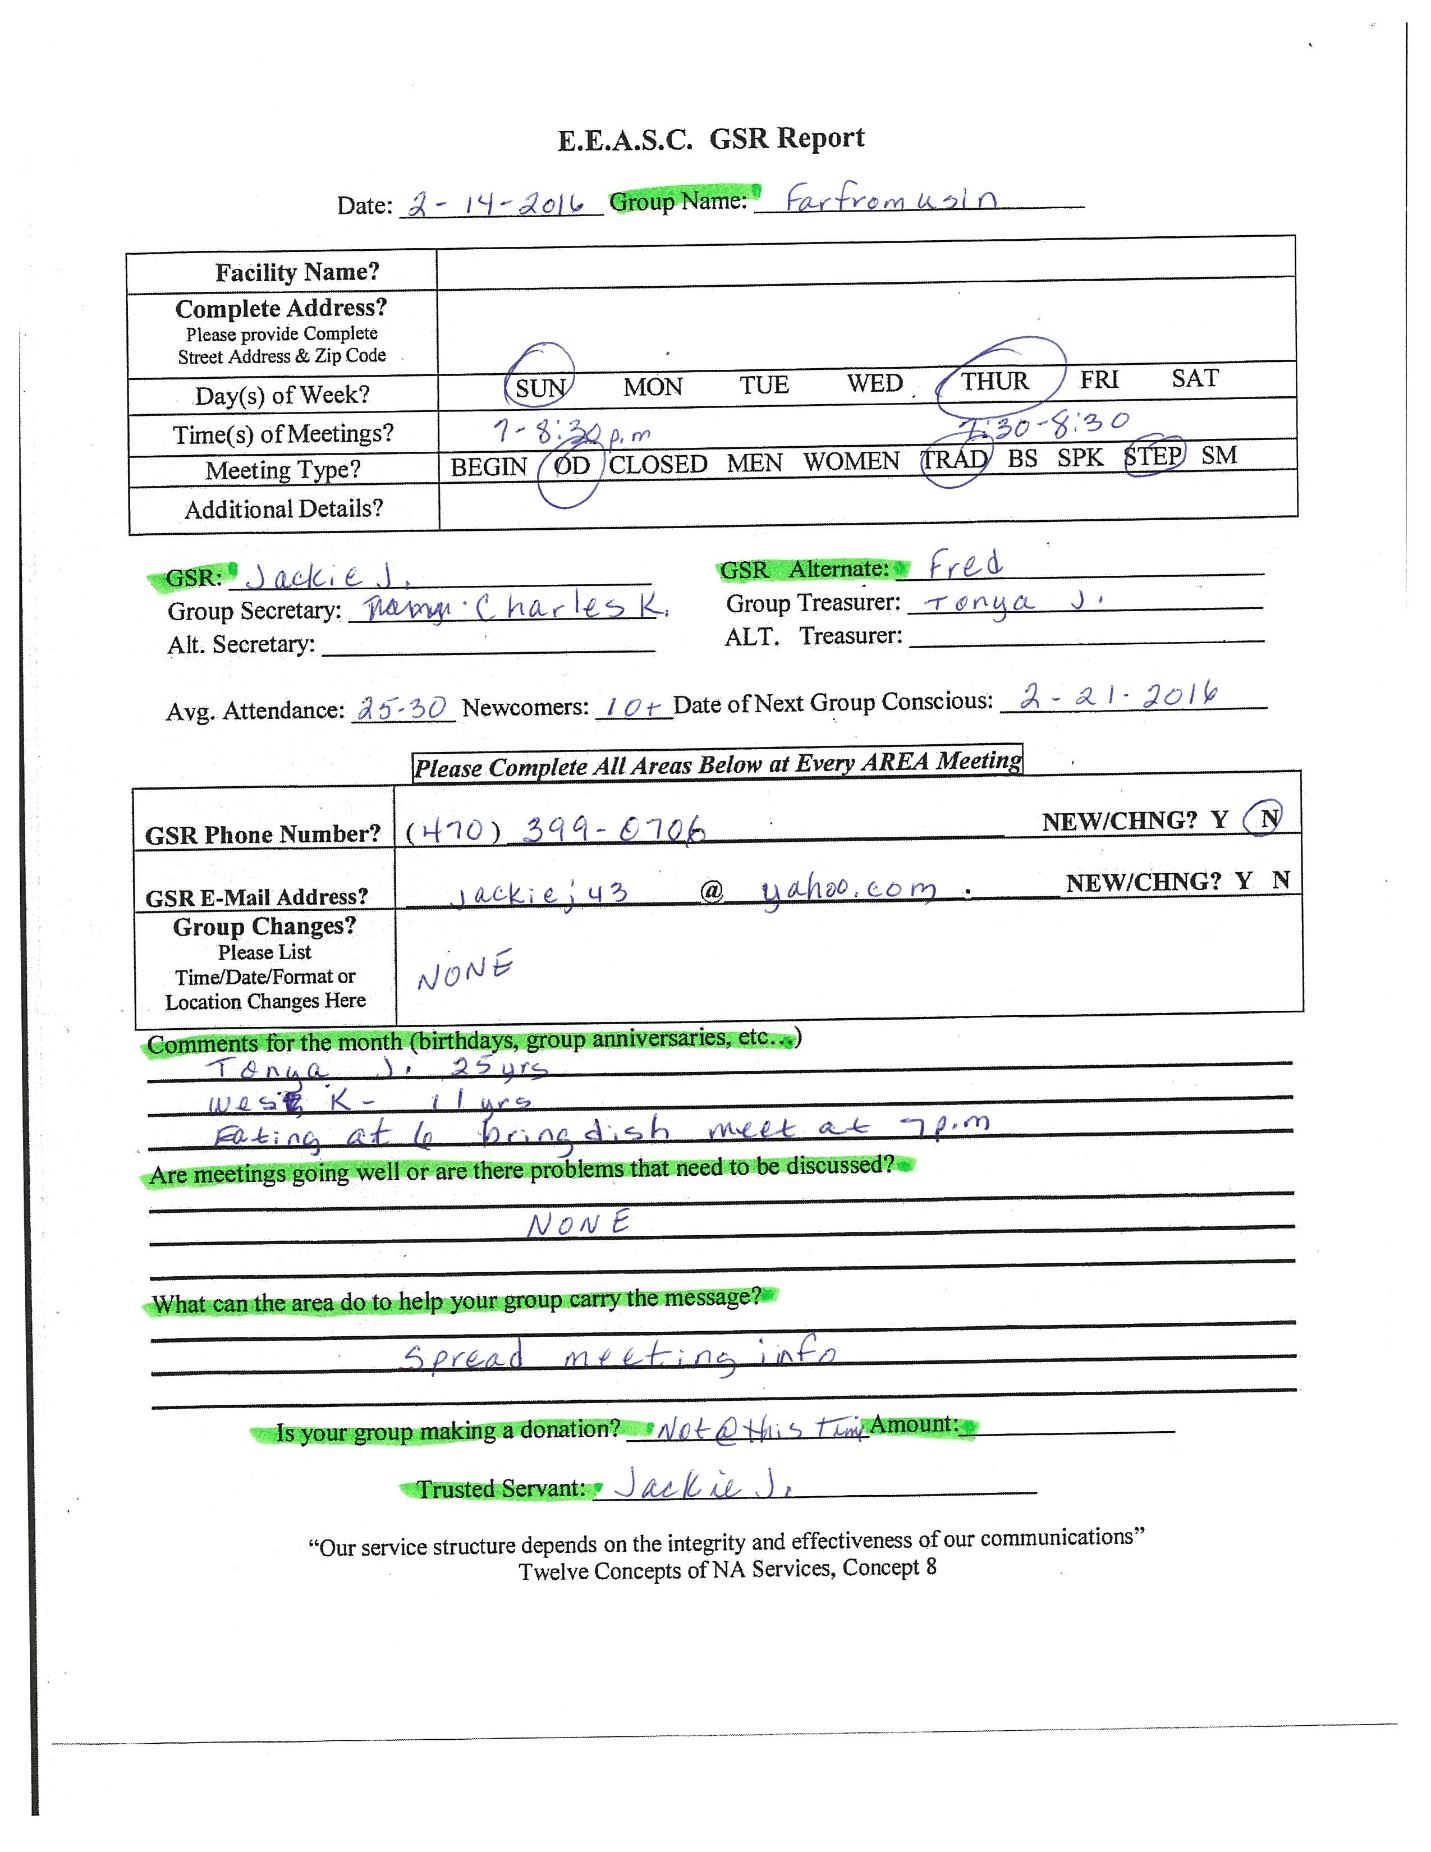 E.E.A.S.C. GSR Report
Date: 2-14-2016 Group Name: Farfromusin
Facility Name?
Complete Address?
Please provide Complete
Street Address & Zip Code
Day(s) of Week? SUN MON TUE WED THUR FRI SAT
Time(s) of Meetings? 7-8:30 p.m 7:30-8:30
Meeting Type? BEGIN OD CLOSED MEN WOMEN TRAD BS SPK STEP SM
Additional Details?
GSR: Jackie J. GSR Alternate: Fred
Group Secretary: Charles K. Group Treasurer: Tonya J.
Alt. Secretary: ALT. Treasurer:
Avg. Attendance: 25-30 Newcomers: 10+ Date of Next Group Conscious: 2-21-2016
Please Complete All Areas Below at Every AREA Meeting
GSR Phone Number? (470) 399-0706 NEW/CHNG? Y N
GSR E-Mail Address? Jackiej43 @ yahoo.com. NEW/CHNG? Y N
Group Changes?
Please List
Time/Date/Format or
Location Changes Here
NONE
Comments for the month (birthdays, group anniversaries, etc...)
Tonya J. 25yrs
K- 11yrs
Eating at 6 bring dish meet at 7p.m
Are meetings going well or are there problems that need to be discussed?
NONE
What can the area do to help your group carry the message?
Spread meeting info
Is your group making a donation? Not @ this Time Amount:
Trusted Servant: Jackie J.
“Our service structure depends on the integrity and effectiveness of our communications”
Twelve Concepts of NA Services, Concept 8